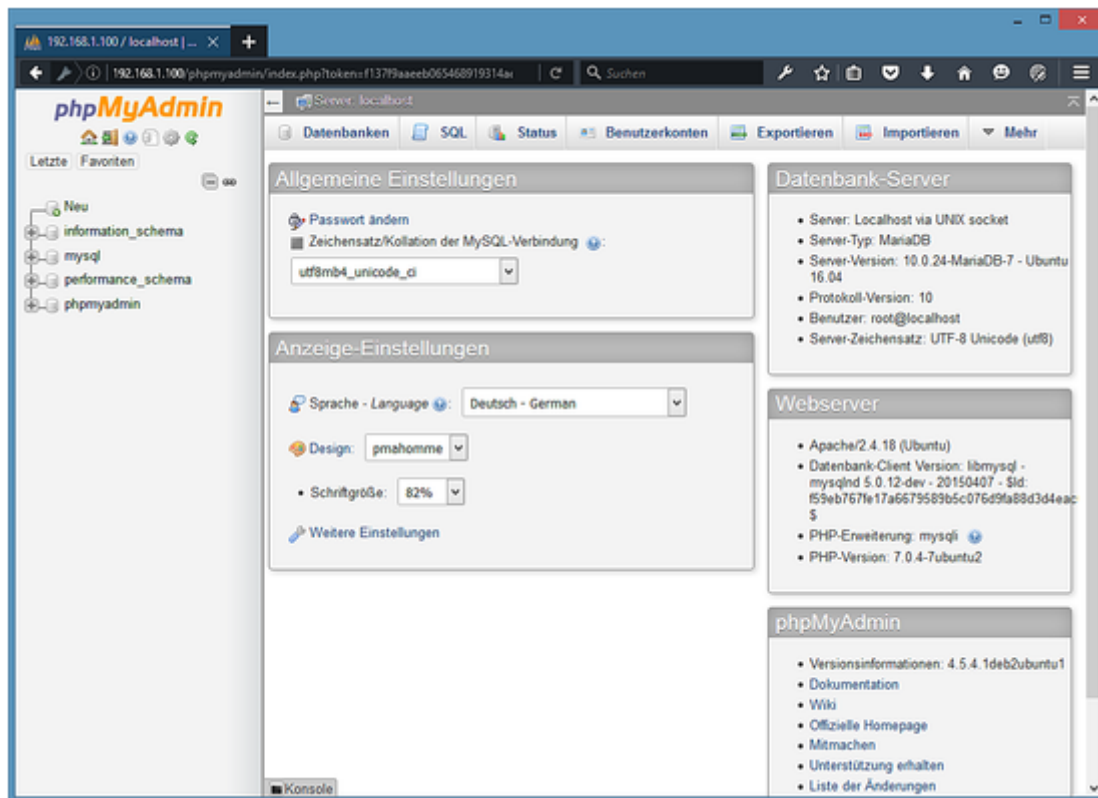 192.168.1.100 / localhost | ...
192.168.1.100/phpmyadmin/index.php?token=f137f9aaeeb065468919314ae
Suchen
phpMyAdmin
Letzte Favoriten
Neu
information_schema
mysql
performance_schema
phpmyadmin
Server: localhost
Datenbanken SQL Status Benutzerkonten Exportieren Importieren Mehr
Allgemeine Einstellungen
Passwort ändern
Zeichensatz/Kollation der MySQL-Verbindung :
utf8mb4_unicode_ci
Anzeige-Einstellungen
Sprache - Language : Deutsch - German
Design: pmahomme
• Schriftgröße: 82%
Weitere Einstellungen
Datenbank-Server
• Server: Localhost via UNIX socket
• Server-Typ: MariaDB
• Server-Version: 10.0.24-MariaDB-7 - Ubuntu
16.04
• Protokoll-Version: 10
• Benutzer: root@localhost
• Server-Zeichensatz: UTF-8 Unicode (utf8)
Webserver
• Apache/2.4.18 (Ubuntu)
• Datenbank-Client Version: libmysql -
mysqlnd 5.0.12-dev - 20150407 - $Id:
f59eb767fe17a6679589b5c076d9fa88d3d4eac
$
• PHP-Erweiterung: mysqli
• PHP-Version: 7.0.4-7ubuntu2
phpMyAdmin
• Versionsinformationen: 4.5.4.1deb2ubuntu1
• Dokumentation
• Wiki
• Offizielle Homepage
• Mitmachen
• Unterstützung erhalten
• Liste der Änderungen
Konsole